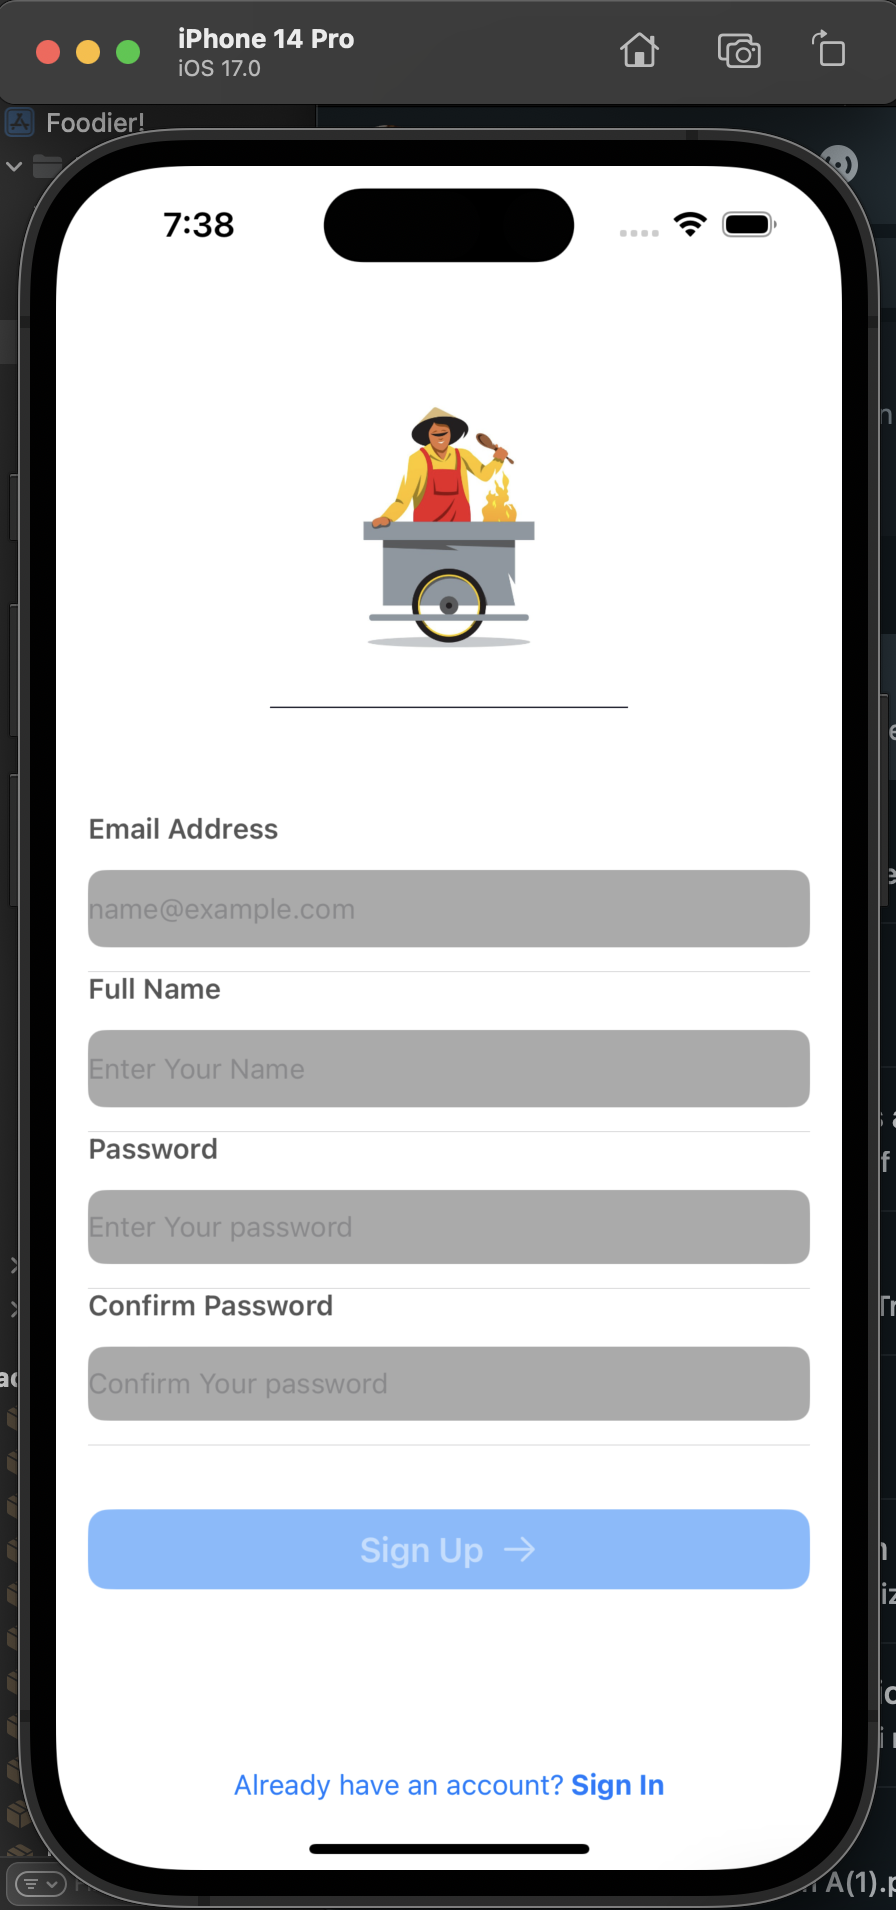 iPhone 14 Pro
iOS 17.0
Foodier!
7:38
Email Address
name@example.com
Full Name
Enter Your Name
Password
Enter Your password
Confirm Password
Confirm Your password
Sign Up
Already have an account? Sign In
A(1).p